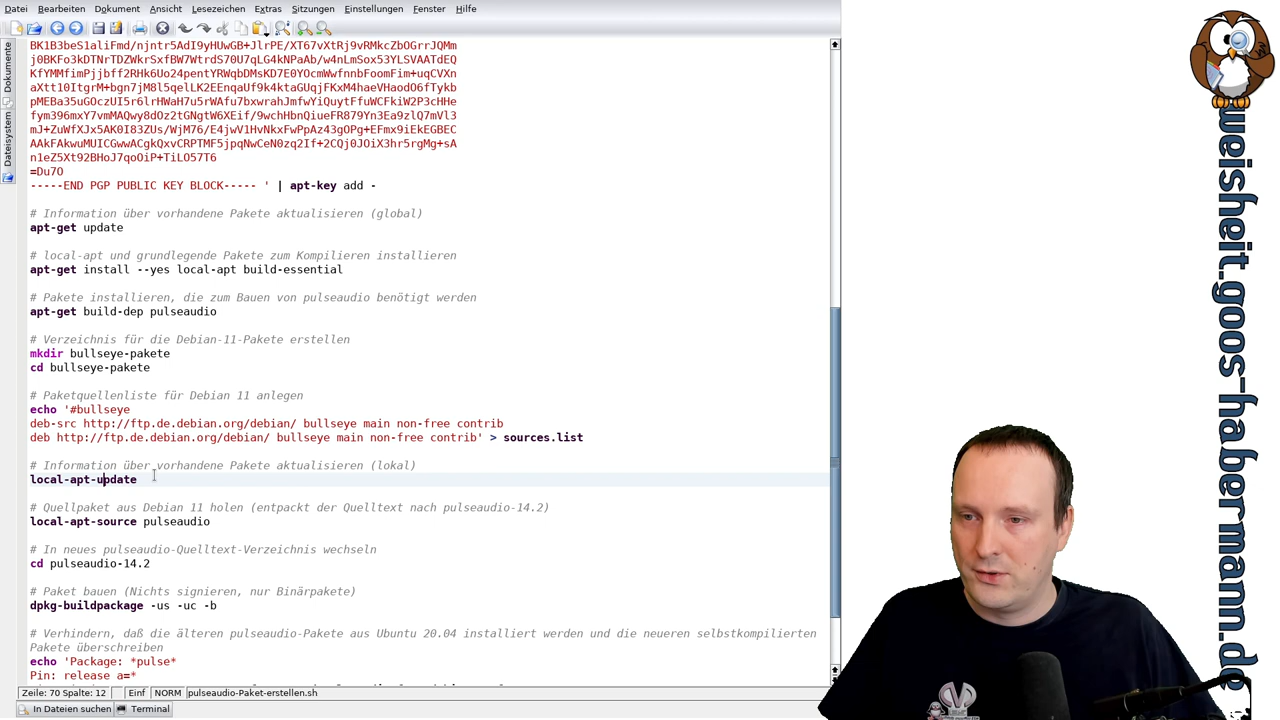 Datei Bearbeiten Dokument Ansicht Lesezeichen Extras Sitzungen Einstellungen Fenster Hilfe
Dokumente
Dateisystem
BK1B3beS1aliFmd/njntr5AdI9yHUwGB+JlrPE/XT67vXtRj9vRMkcZbOGrrJQMm
j0BKFo3kDTNrTDZWkrSxfBW7WtrdS70U7qLG4kNPaAb/w4nLmSox53YLSVAATdEQ
KfYMMfimPjjbff2RHk6Uo24pentYRWqbDMsKD7E0YOcmWwfnnbFoomFim+uqCVXn
aXtt10ItgrM+bgn7jM8l5qelLK2EEnqaUf9k4ktaGUqjFKxM4haeVHaodO6fTykb
pMEBa35uGOczUI5r6lrHWaH7u5rWAfu7bxwrahJmfwYiQuytFfuWCFkiW2P3cHHe
fym396mxY7vmMAQwy8dOz2tGNgtW6XEif/9wchHbnQiueFR879Yn3Ea9zlQ7mVl3
mJ+ZuWfXJx5AK0I83ZUs/WjM76/E4jwV1HvNkxFwPpAz43gOPg+EFmx9iEkEGBEC
AAkFAkwuMUICGwwACgkQxvCRPTMF5jpqNwCeN0zq2If+2CQj0JOiX3hr5rgMg+sA
n1eZ5Xt92BHoJ7qoOiP+TiLO57T6
=Du7O
-----END PGP PUBLIC KEY BLOCK----- ' | apt-key add -
# Information über vorhandene Pakete aktualisieren (global)
apt-get update
# local-apt und grundlegende Pakete zum Kompilieren installieren
apt-get install --yes local-apt build-essential
# Pakete installieren, die zum Bauen von pulseaudio benötigt werden
apt-get build-dep pulseaudio
# Verzeichnis für die Debian-11-Pakete erstellen
mkdir bullseye-pakete
cd bullseye-pakete
# Paketquellenliste für Debian 11 anlegen
echo '#bullseye
deb-src http://ftp.de.debian.org/debian/ bullseye main non-free contrib
deb http://ftp.de.debian.org/debian/ bullseye main non-free contrib' > sources.list
# Information über vorhandene Pakete aktualisieren (lokal)
local-apt-update
# Quellpaket aus Debian 11 holen (entpackt der Quelltext nach pulseaudio-14.2)
local-apt-source pulseaudio
# In neues pulseaudio-Quelltext-Verzeichnis wechseln
cd pulseaudio-14.2
# Paket bauen (Nichts signieren, nur Binärpakete)
dpkg-buildpackage -us -uc -b
# Verhindern, daß die älteren pulseaudio-Pakete aus Ubuntu 20.04 installiert werden und die neueren selbstkompilierten
Pakete überschreiben
echo 'Package: *pulse*
Pin: release a=*
Zeile: 70 Spalte: 12 Einf NORM pulseaudio-Paket-erstellen.sh
In Dateien suchen Terminal
weisheit.goos-habermann.de